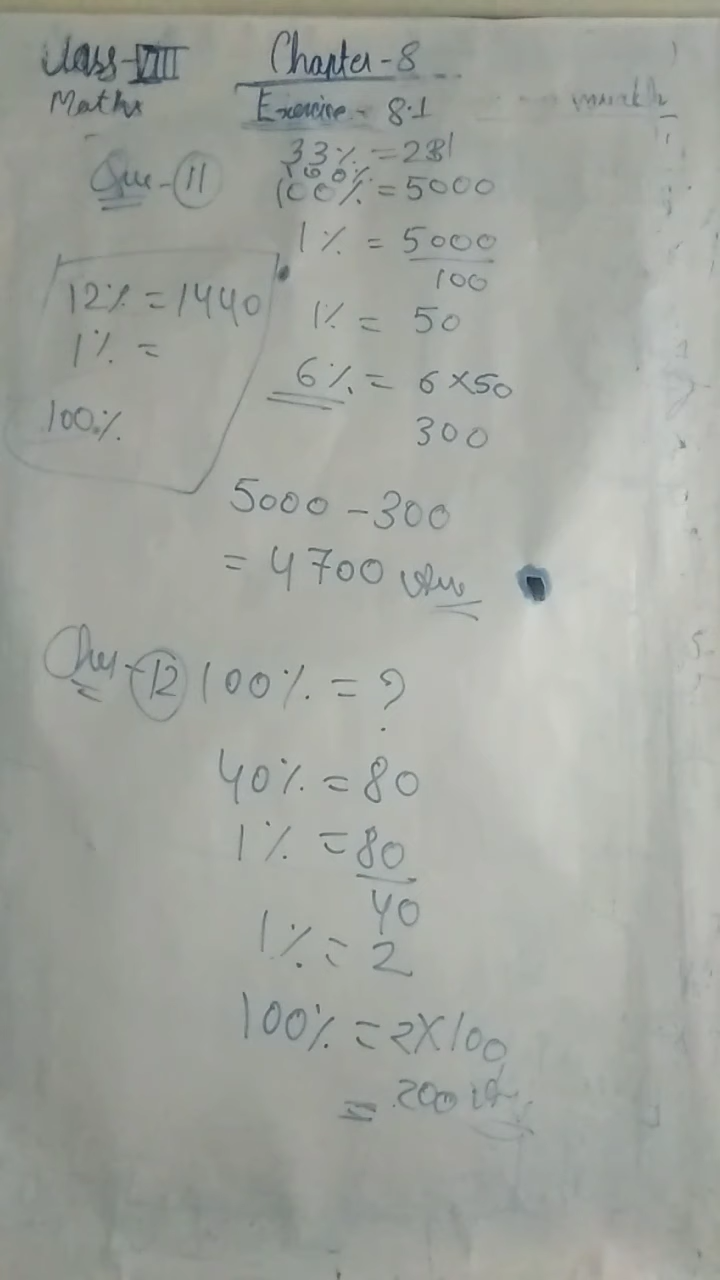 Class-VIII Chapter-8
Maths Exercise - 8.1
33% = 231
Que-11 100% = 5000
1% = 5000
100
12% = 1440
1% = 50
1% =
6% = 6×50
100%
300
5000 - 300
= 4700 Ans
Que-12 100% = ?
40% = 80
1% = 80
40
1% = 2
100% = 2×100
= 200